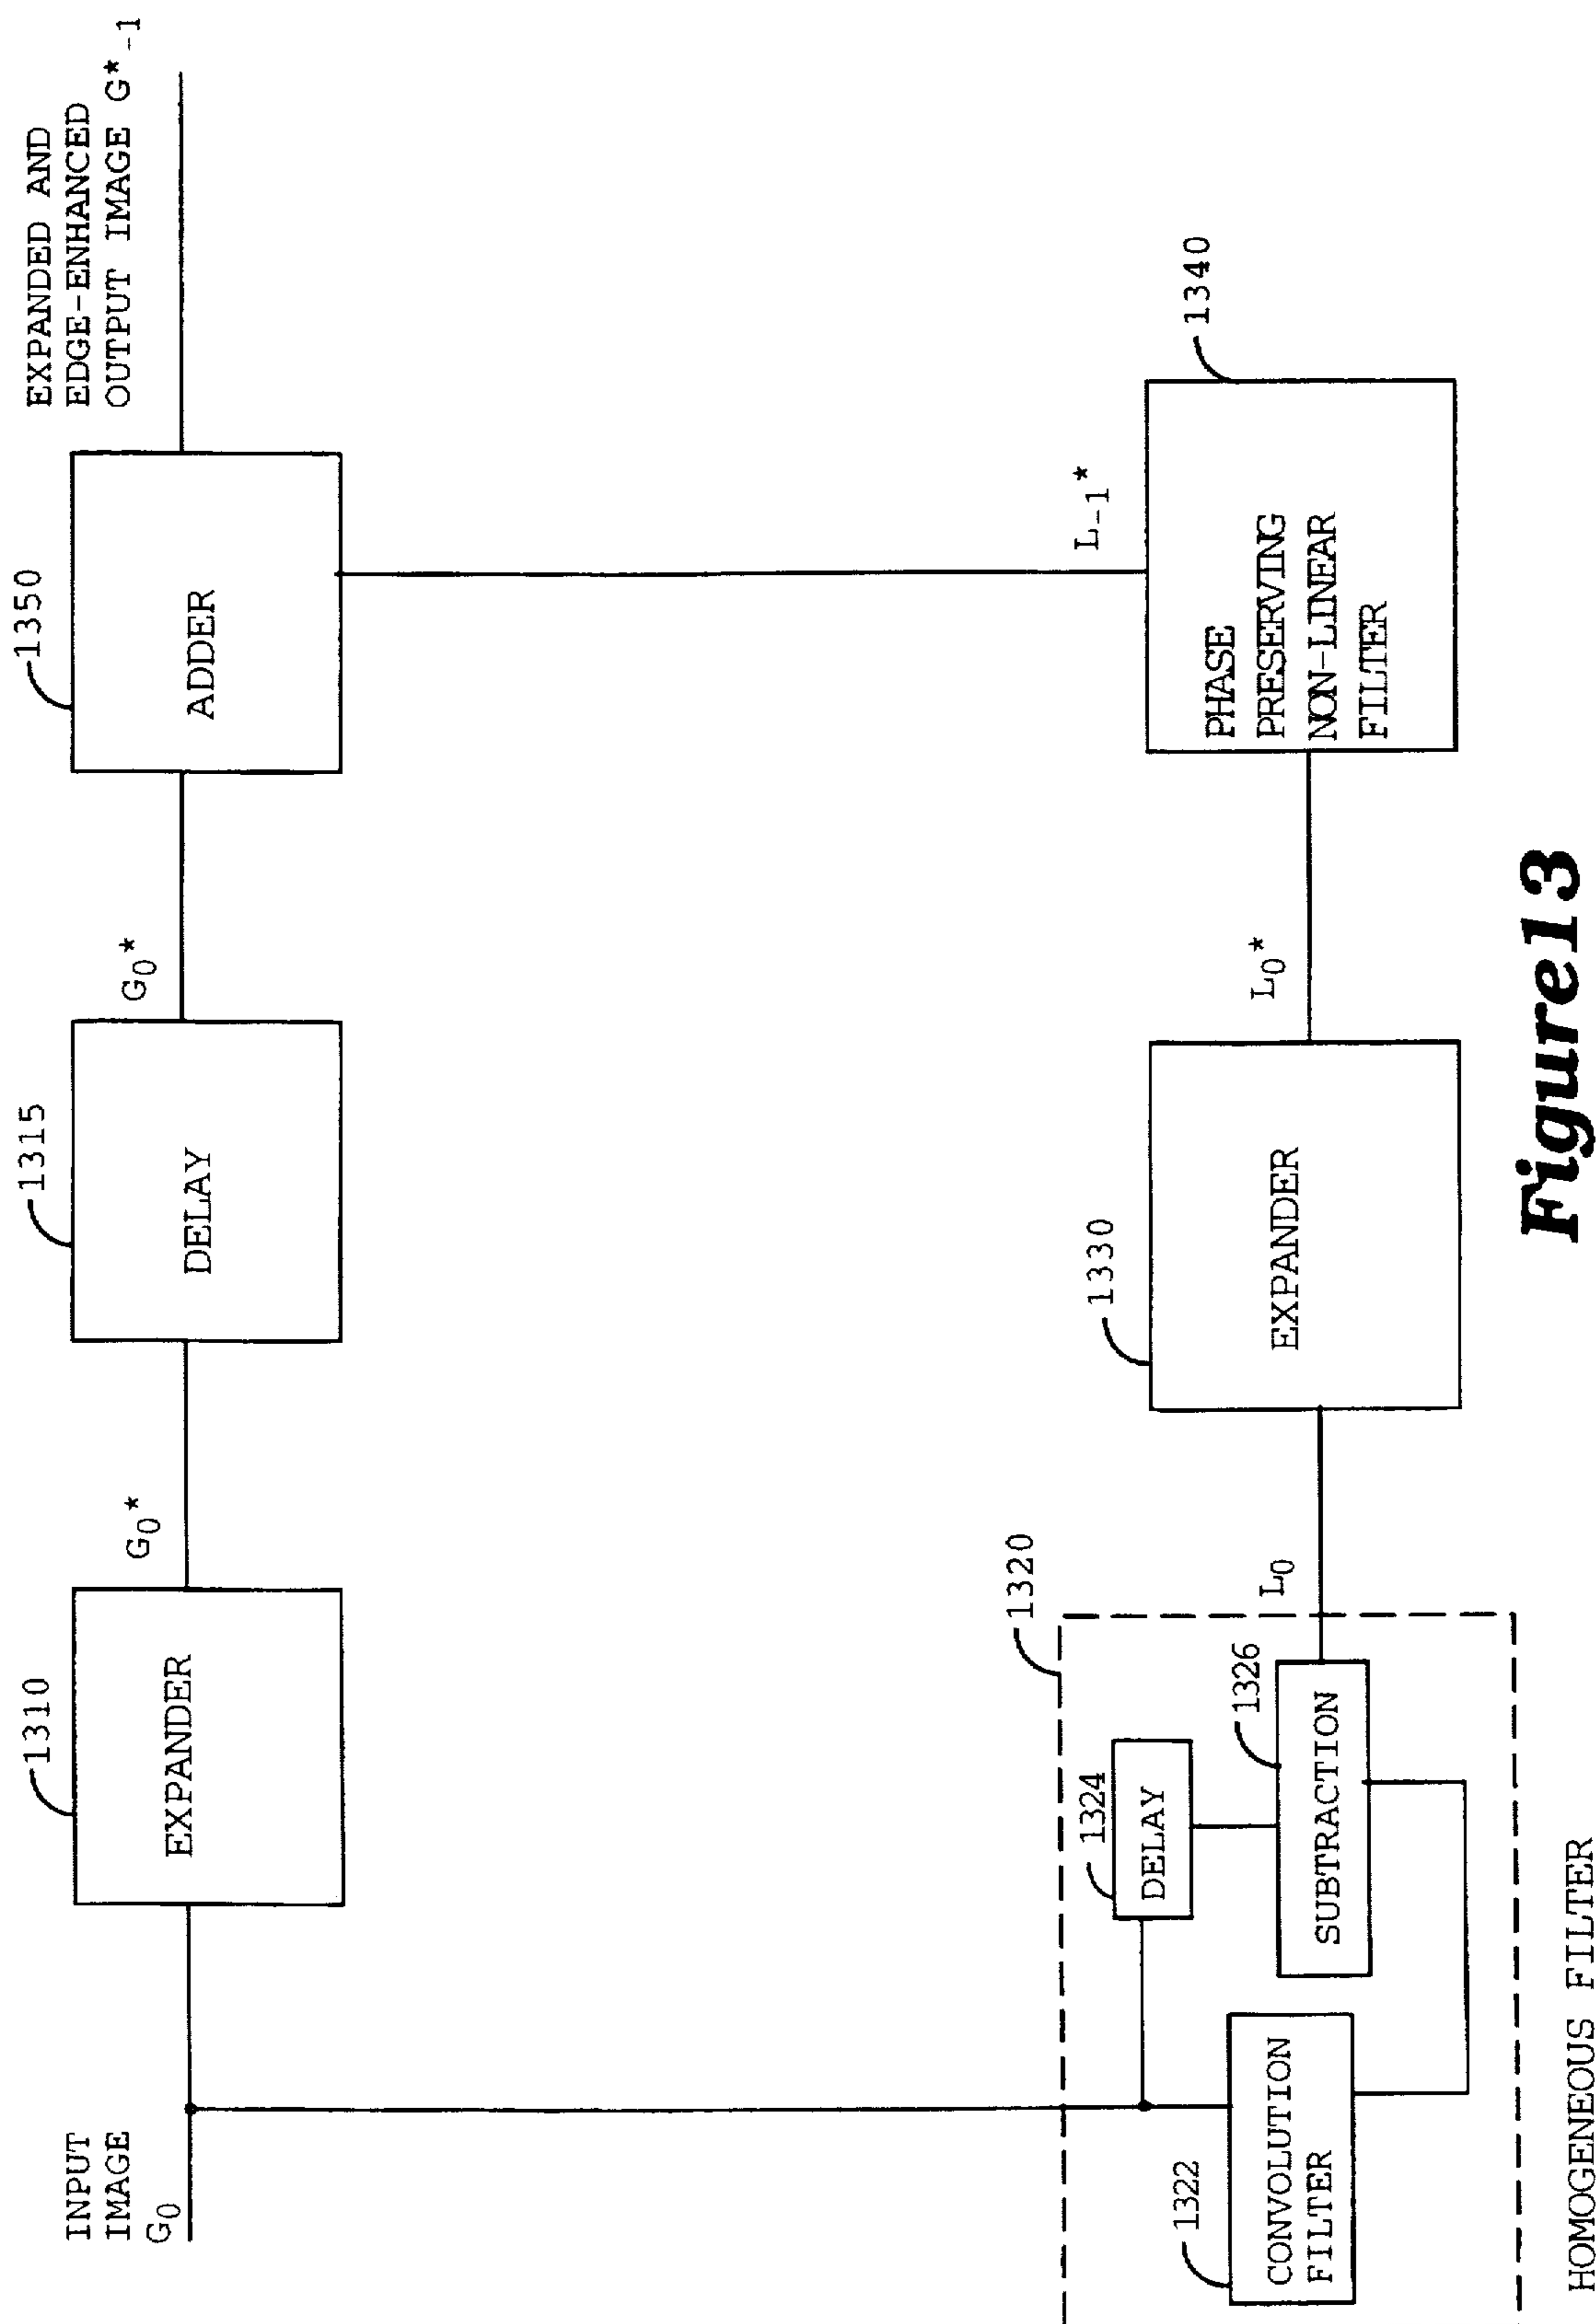 INPUT
IMAGE
G₀
1310
EXPANDER
G₀*
1315
DELAY
G₀*
1350
ADDER
EXPANDED AND
EDGE-ENHANCED
OUTPUT IMAGE G*₋₁
1320
1322
CONVOLUTION
FILTER
1324
DELAY
1326
SUBTRACTION
L₀
1330
EXPANDER
L₀*
PHASE
PRESERVING
NON-LINEAR
FILTER
1340
L₋₁*
HOMOGENEOUS FILTER
Figure13